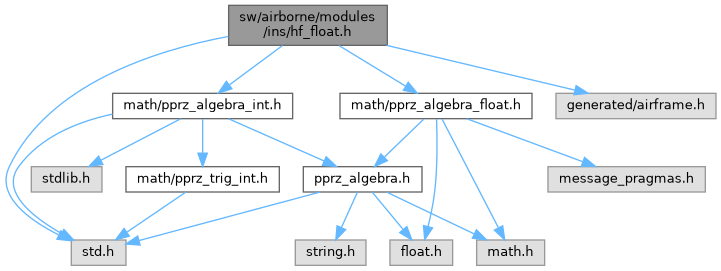 sw/airborne/modules
/ins/hf_float.h
math/pprz_algebra_int.h
math/pprz_algebra_float.h
generated/airframe.h
stdlib.h
math/pprz_trig_int.h
pprz_algebra.h
message_pragmas.h
std.h
string.h
float.h
math.h